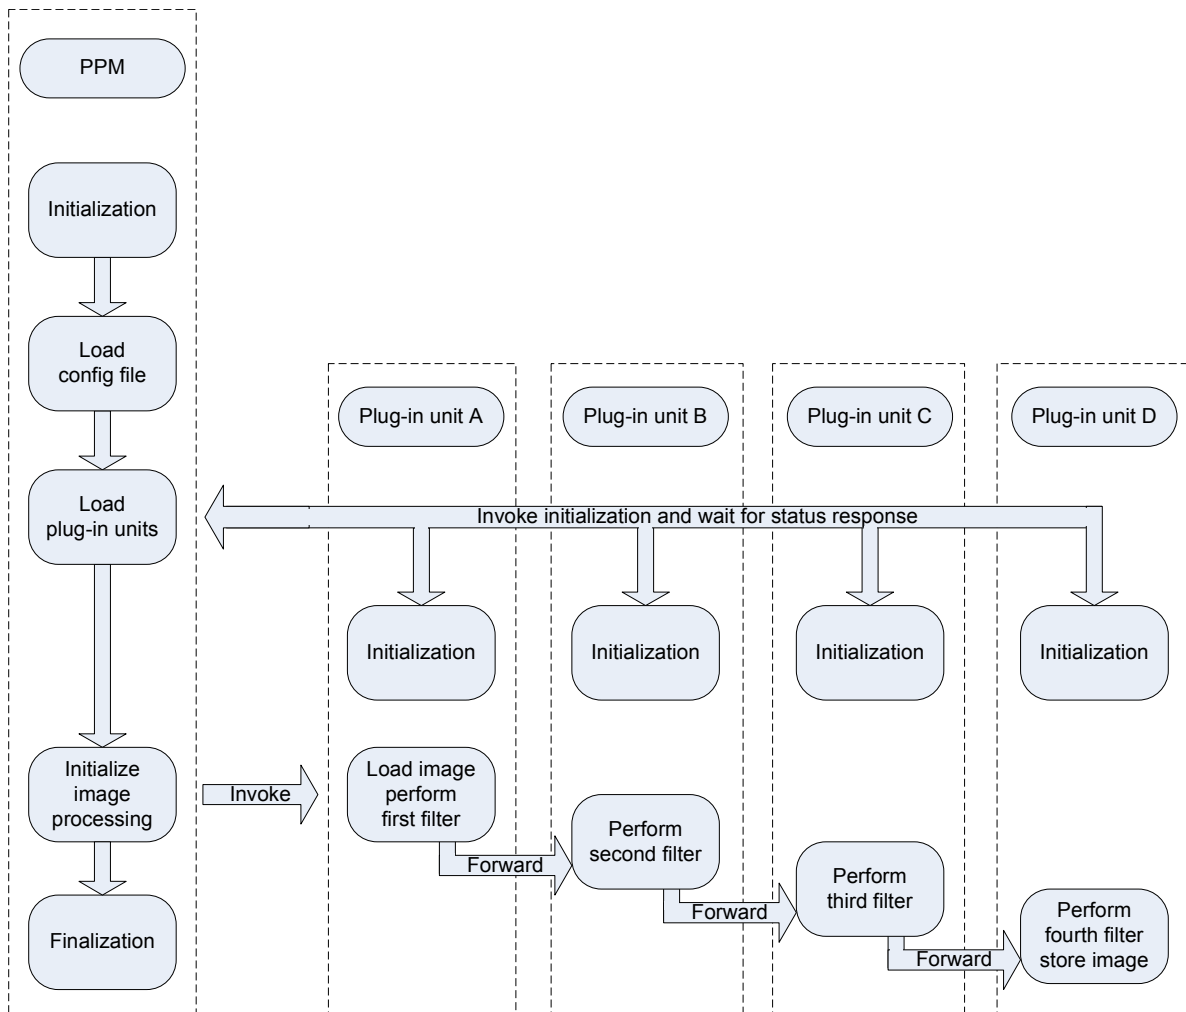 PPM
Initialization
Load
config file
Plug-in unit A
Plug-in unit B
Plug-in unit C
Plug-in unit D
Load
plug-in units
Invoke initialization and wait for status response
Initialization
Initialization
Initialization
Initialization
Initialize
image
processing
Invoke
Load image
perform
first filter
Forward
Perform
second filter
Forward
Perform
third filter
Forward
Perform
fourth filter
store image
Finalization